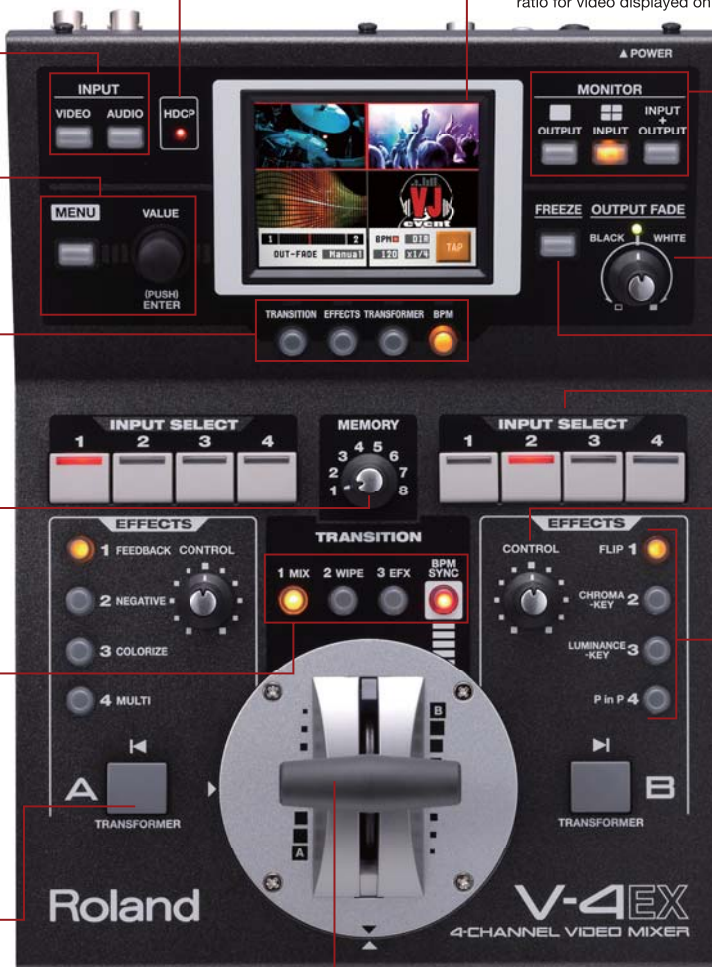 ratio for video displayed on
▲ POWER
INPUT
VIDEO AUDIO
HDCP
MONITOR
OUTPUT INPUT INPUT + OUTPUT
MENU
VALUE
(PUSH)
ENTER
VJ
event
1 2
OUT-FADE Manual
BPM DIR
120 x1/4
TAP
FREEZE
OUTPUT FADE
BLACK WHITE
TRANSITION EFFECTS TRANSFORMER BPM
INPUT SELECT
1 2 3 4
MEMORY
1 2 3 4 5 6 7 8
INPUT SELECT
1 2 3 4
EFFECTS
1 FEEDBACK
CONTROL
2 NEGATIVE
3 COLORIZE
4 MULTI
TRANSITION
1 MIX 2 WIPE 3 EFX BPM SYNC
EFFECTS
CONTROL
FLIP 1
CHROMA
-KEY 2
LUMINANCE
-KEY 3
P in P 4
B
A
A
TRANSFORMER
B
TRANSFORMER
Roland
V-4EX
4-CHANNEL VIDEO MIXER